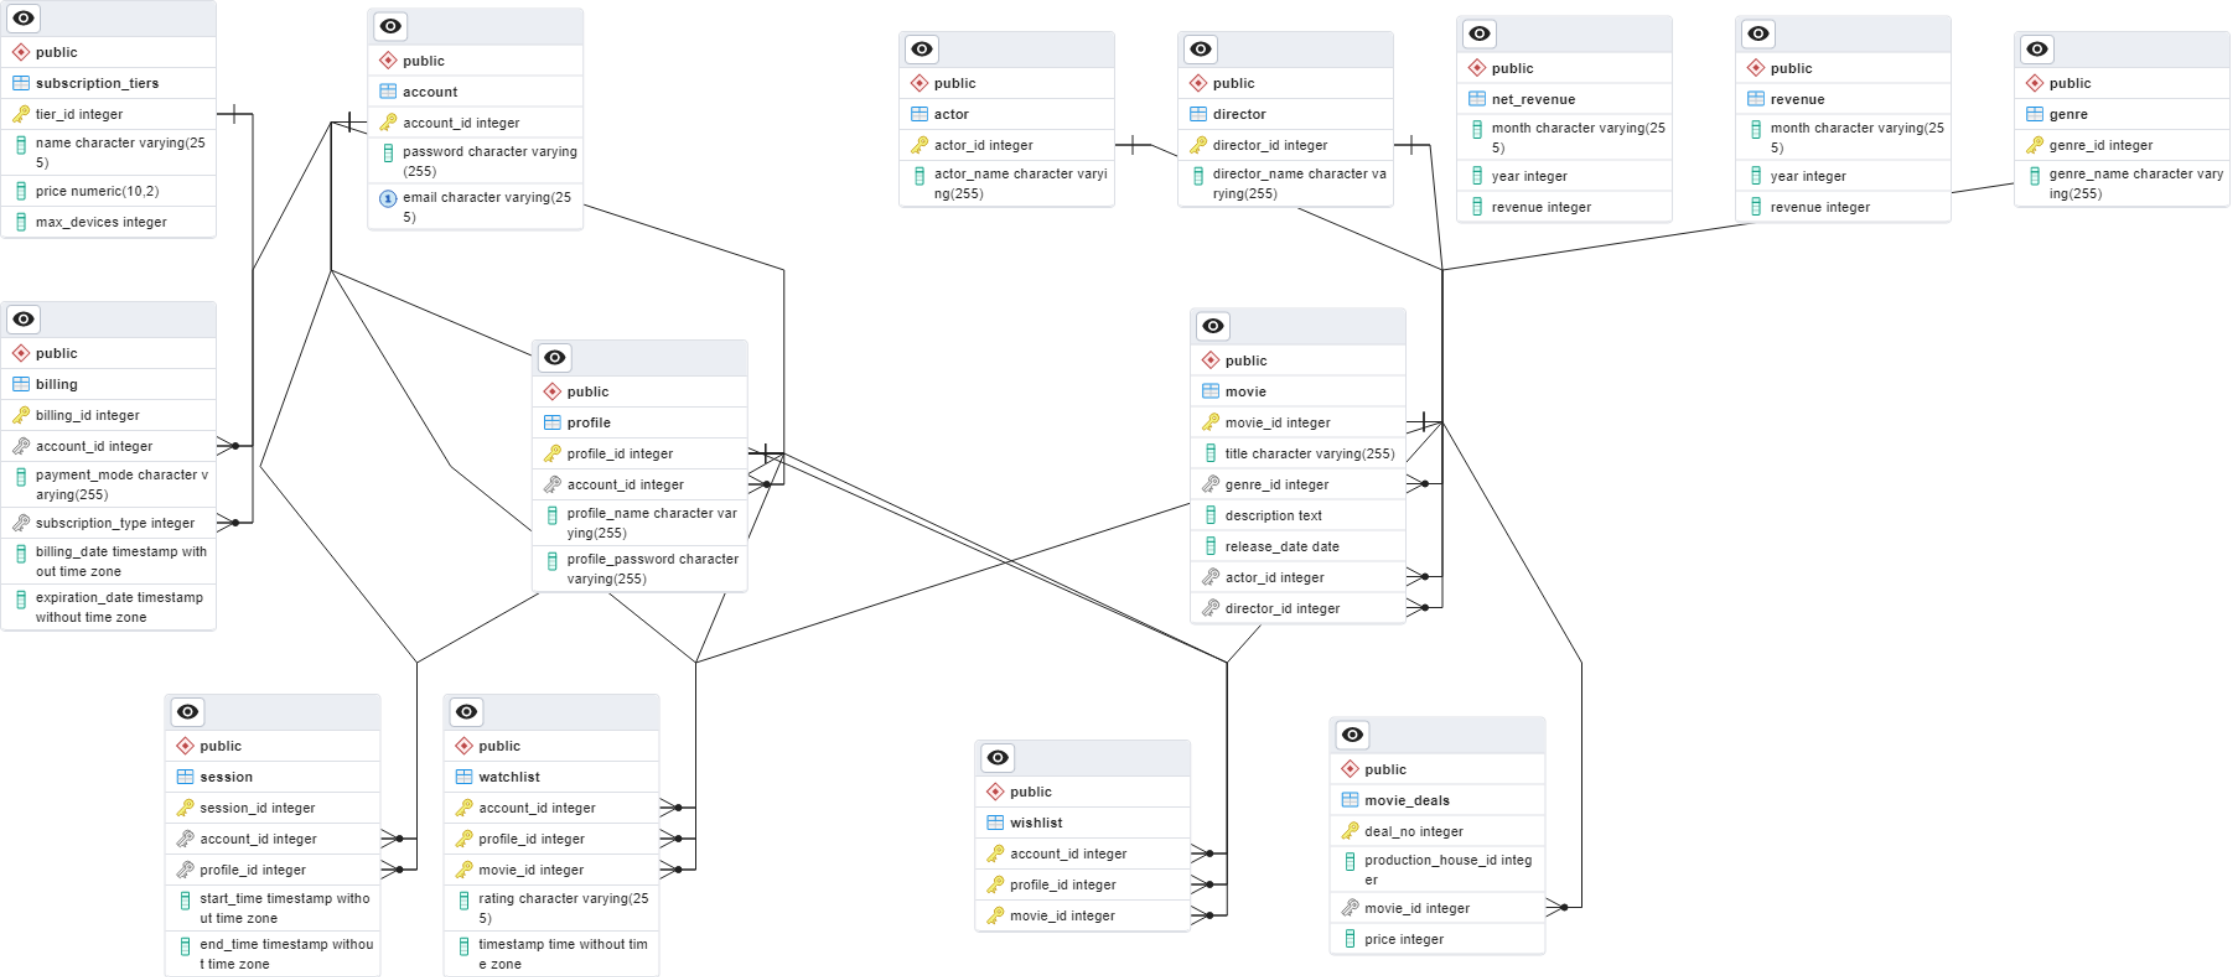 public
subscription_tiers
tier_id integer
name character varying(25
5)
price numeric(10,2)
max_devices integer
public
account
account_id integer
password character varying
(255)
1
email character varying(25
5)
public
actor
actor_id integer
actor_name character varyi
ng(255)
public
director
director_id integer
director_name character va
rying(255)
public
net_revenue
month character varying(25
5)
year integer
revenue integer
public
revenue
month character varying(25
5)
year integer
revenue integer
public
genre
genre_id integer
genre_name character vary
ing(255)
public
billing
billing_id integer
account_id integer
payment_mode character v
arying(255)
subscription_type integer
billing_date timestamp with
out time zone
expiration_date timestamp
without time zone
public
profile
profile_id integer
account_id integer
profile_name character var
ying(255)
profile_password character
varying(255)
public
movie
movie_id integer
title character varying(255)
genre_id integer
description text
release_date date
actor_id integer
director_id integer
public
session
session_id integer
account_id integer
profile_id integer
start_time timestamp witho
ut time zone
end_time timestamp withou
t time zone
public
watchlist
account_id integer
profile_id integer
movie_id integer
rating character varying(25
5)
timestamp time without tim
e zone
public
wishlist
account_id integer
profile_id integer
movie_id integer
public
movie_deals
deal_no integer
production_house_id integ
er
movie_id integer
price integer